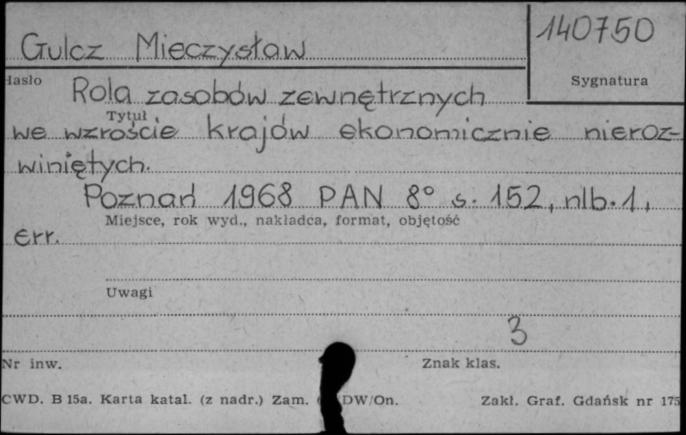 Gulcz Mieczysław
140750
Hasło
Sygnatura
Rola zasobów zewnętrznych
Tytuł
we wzroście krajów ekonomicznie nieroz-
winiętych.
Poznań 1968 PAN 8° s. 152, nlb. 1,
Miejsce, rok wyd., nakładca, format, objętość
err.
Uwagi
3
Nr inw.
Znak klas.
CWD. B 15a. Karta katal. (z nadr.) Zam. DW/On.
Zakł. Graf. Gdańsk nr 175